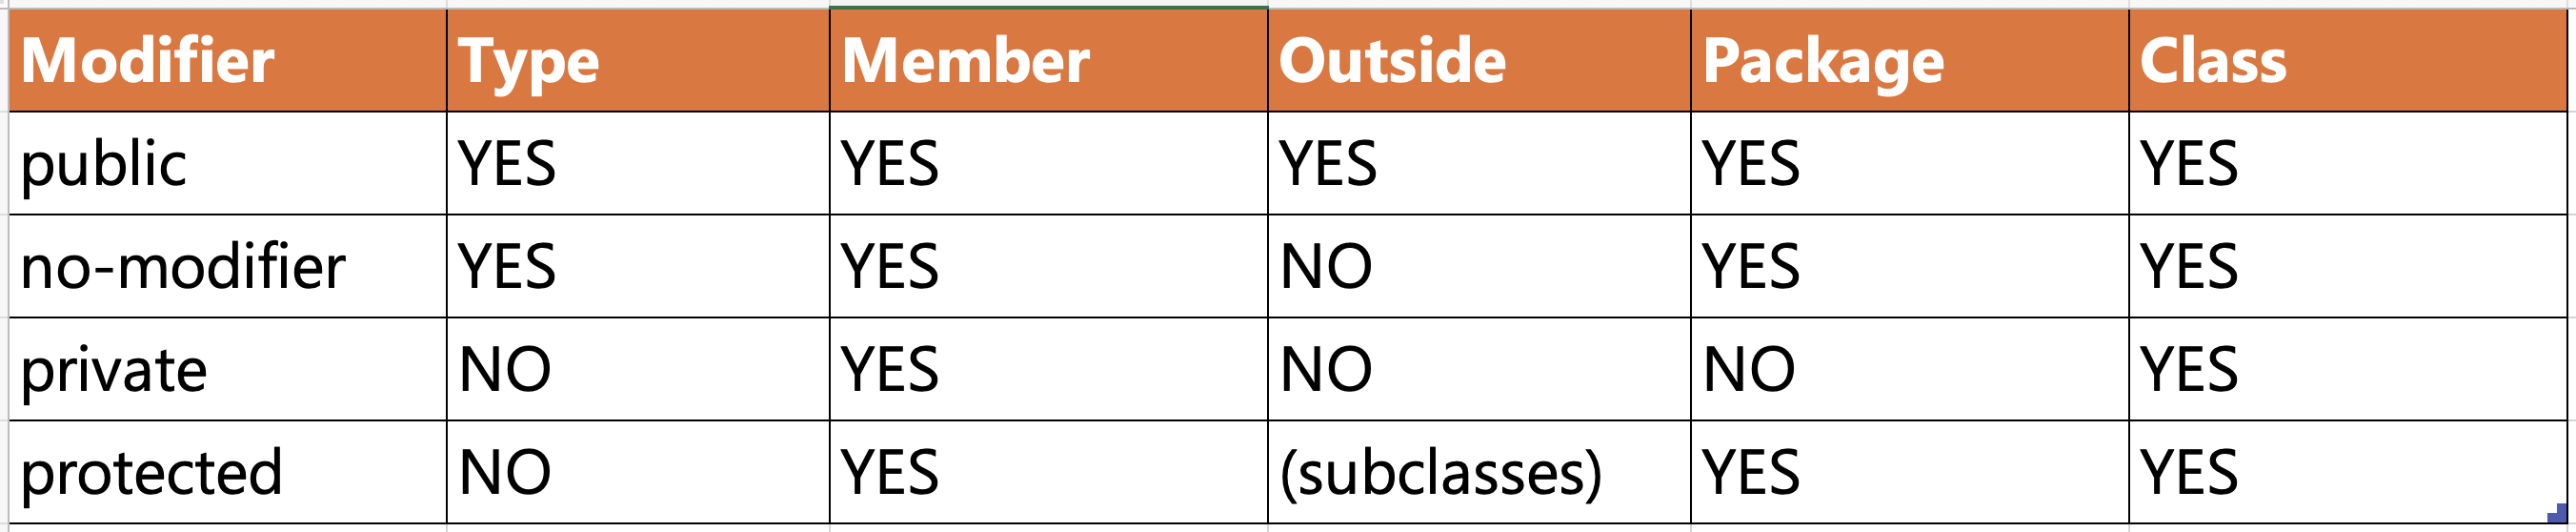 Modifier Type Member Outside Package Class
public YES YES YES YES YES
no-modifier YES YES NO YES YES
private NO YES NO NO YES
protected NO YES (subclasses) YES YES